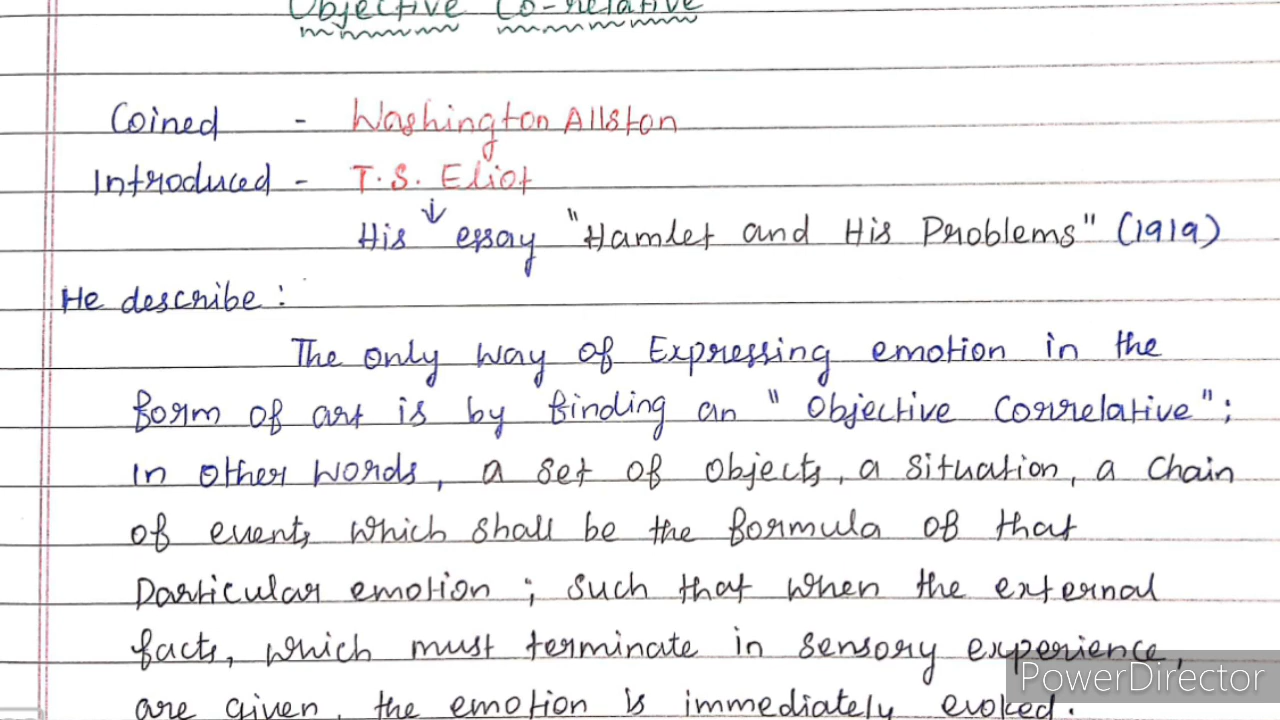 Objective Co-relative
Coined - Washington Allston
Introduced - T.S. Eliot
His essay "Hamlet and His Problems" (1919)
He describe :
The only way of Expressing emotion in the
form of art is by finding an "Objective Correlative";
in other words, a set of objects, a situation, a chain
of events which shall be the formula of that
Particular emotion ; such that when the external
facts, which must terminate in sensory experience,
are given, the emotion is immediately evoked.
PowerDirector